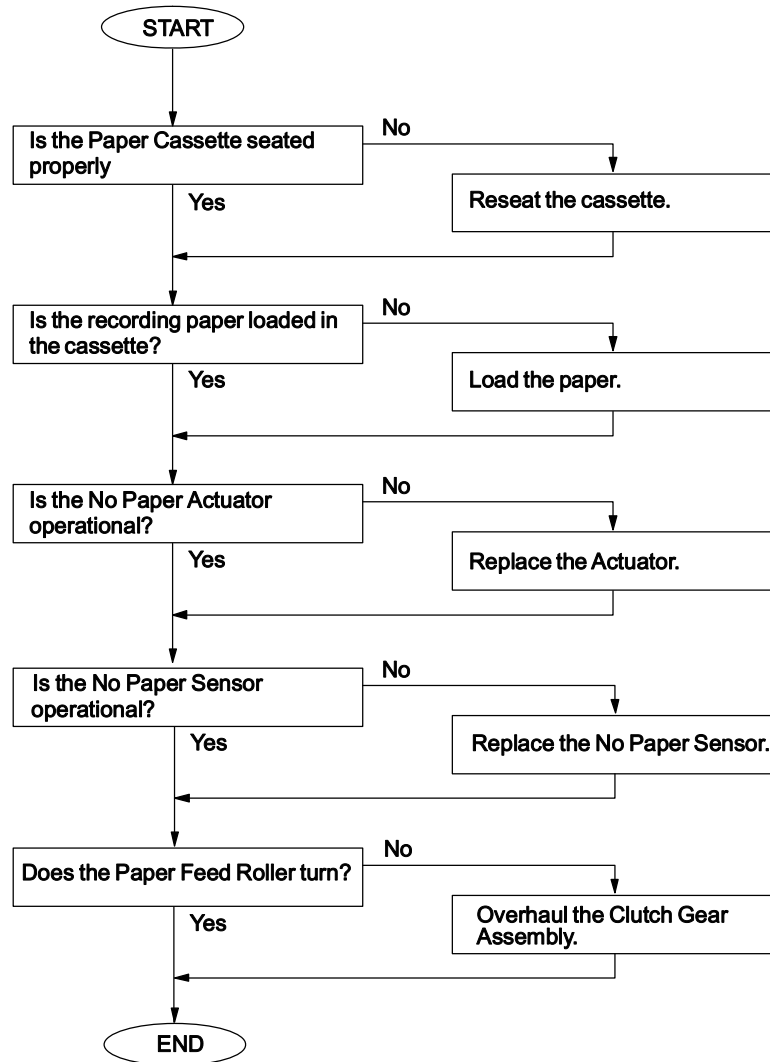 START
Is the Paper Cassette seated
properly
No
Yes
Reseat the cassette.
Is the recording paper loaded in
the cassette?
No
Yes
Load the paper.
Is the No Paper Actuator
operational?
No
Yes
Replace the Actuator.
Is the No Paper Sensor
operational?
No
Yes
Replace the No Paper Sensor.
Does the Paper Feed Roller turn?
No
Yes
Overhaul the Clutch Gear
Assembly.
END